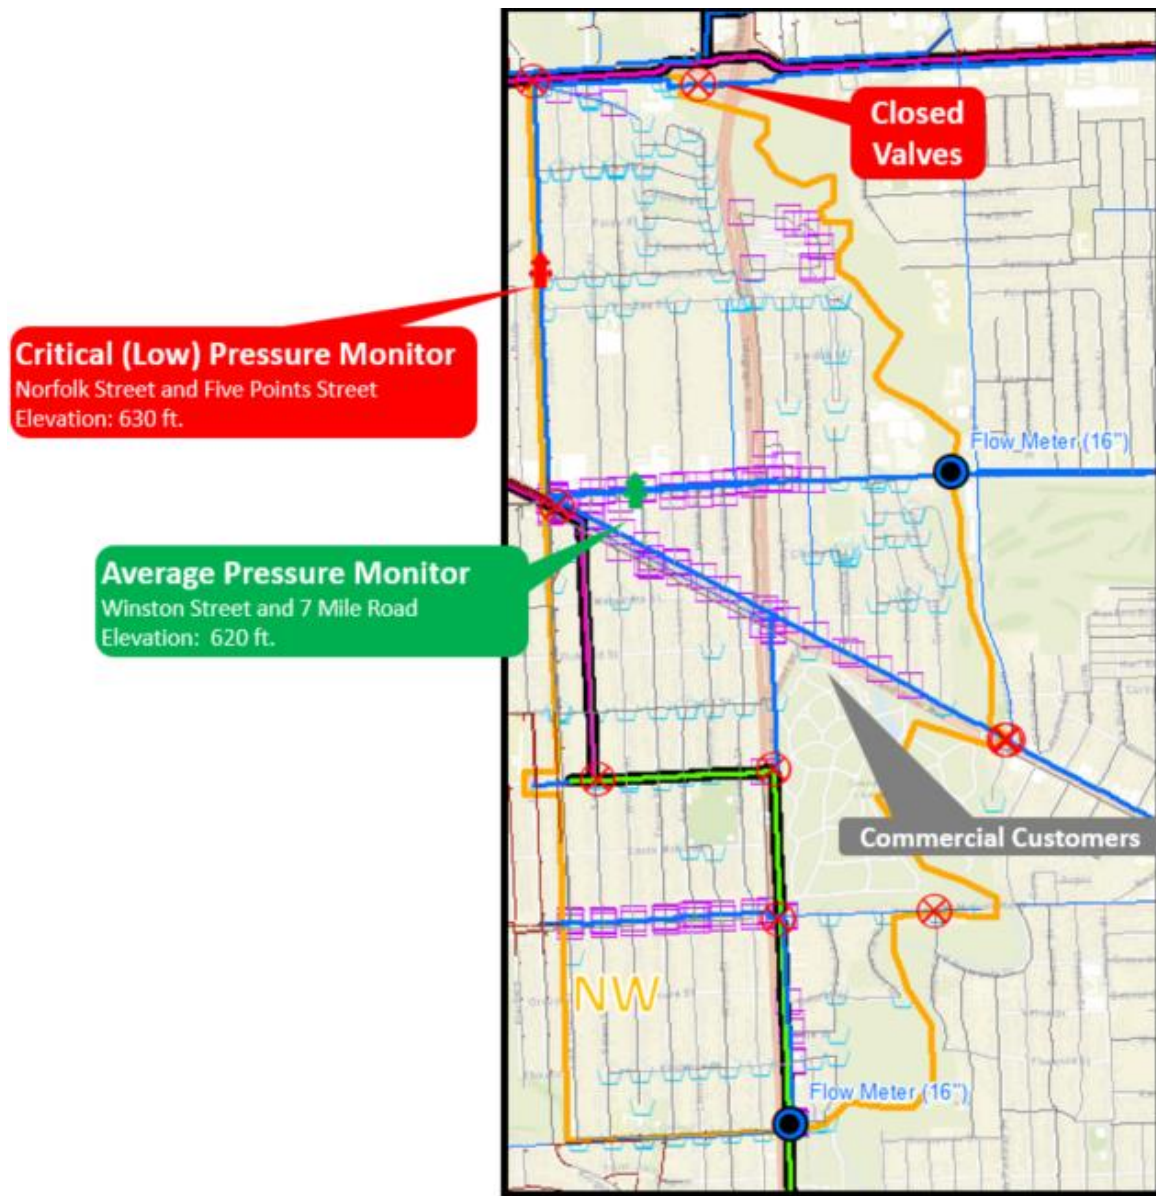 Closed
Valves
Critical (Low) Pressure Monitor
Norfolk Street and Five Points Street
Elevation: 630 ft.
Flow Meter (16")
Average Pressure Monitor
Winston Street and 7 Mile Road
Elevation: 620 ft.
Commercial Customers
NW
Flow Meter (16")